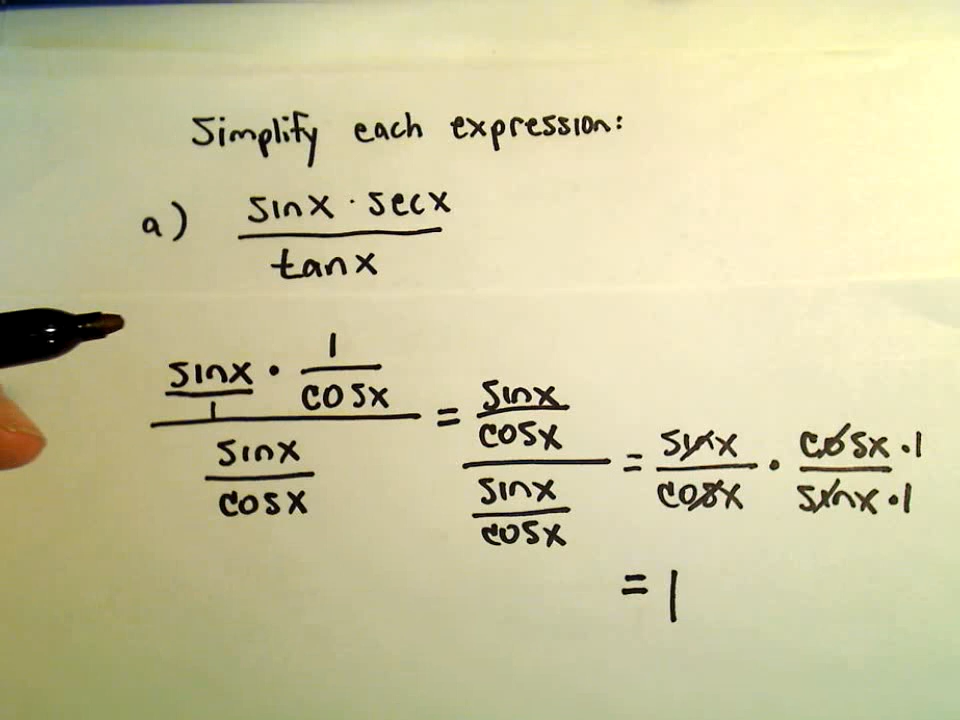 Simplify each expression:
a) sinx · secx
tanx
sinx · 1
1 cosx
sinx
cosx
= sinx
cosx
sinx
cosx
= sinx · cosx · 1
cosx sinx · 1
= 1